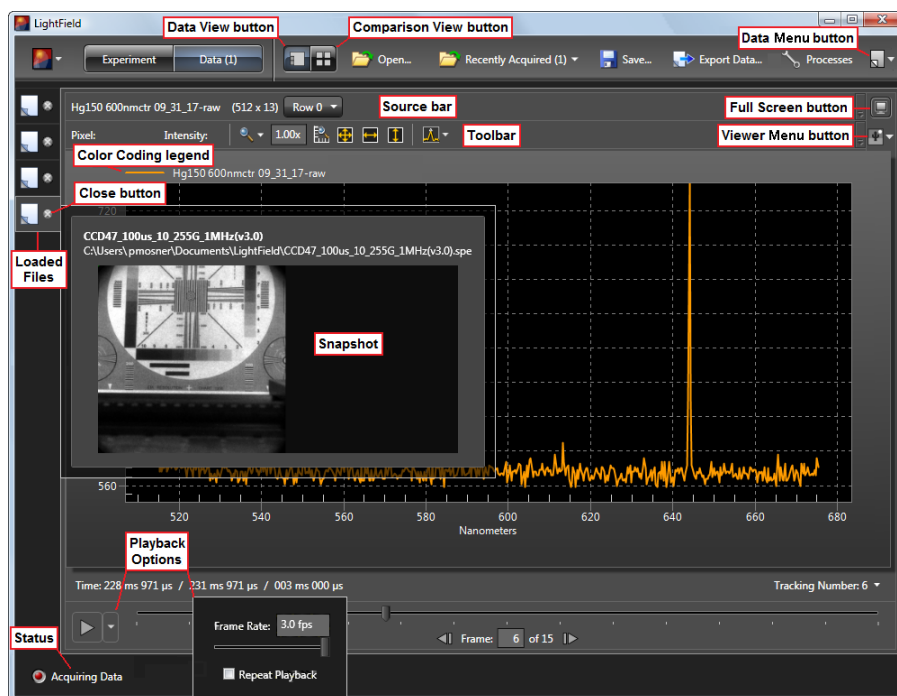 LightField
Data View button
Comparison View button
Data Menu button
Experiment
Data (1)
Open...
Recently Acquired (1)
Save...
Export Data...
Processes
Hg150 600nmctr 09_31_17-raw (512 x 13) Row 0
Source bar
Full Screen button
Pixel: Intensity: 1.00x
Toolbar
Viewer Menu button
Color Coding legend
Hg150 600nmctr 09_31_17-raw
Close button
720
CCD47_100us_10_255G_1MHz(v3.0)
C:\Users\pmosner\Documents\LightField\CCD47_100us_10_255G_1MHz(v3.0).spe
Loaded
Files
Snapshot
560
520 540 560 580 600 620 640 660 680
Nanometers
Playback
Options
Time: 228 ms 971 µs / 231 ms 971 µs / 003 ms 000 µs
Tracking Number: 6
Frame Rate: 3.0 fps
Frame: 6 of 15
Status
Repeat Playback
Acquiring Data